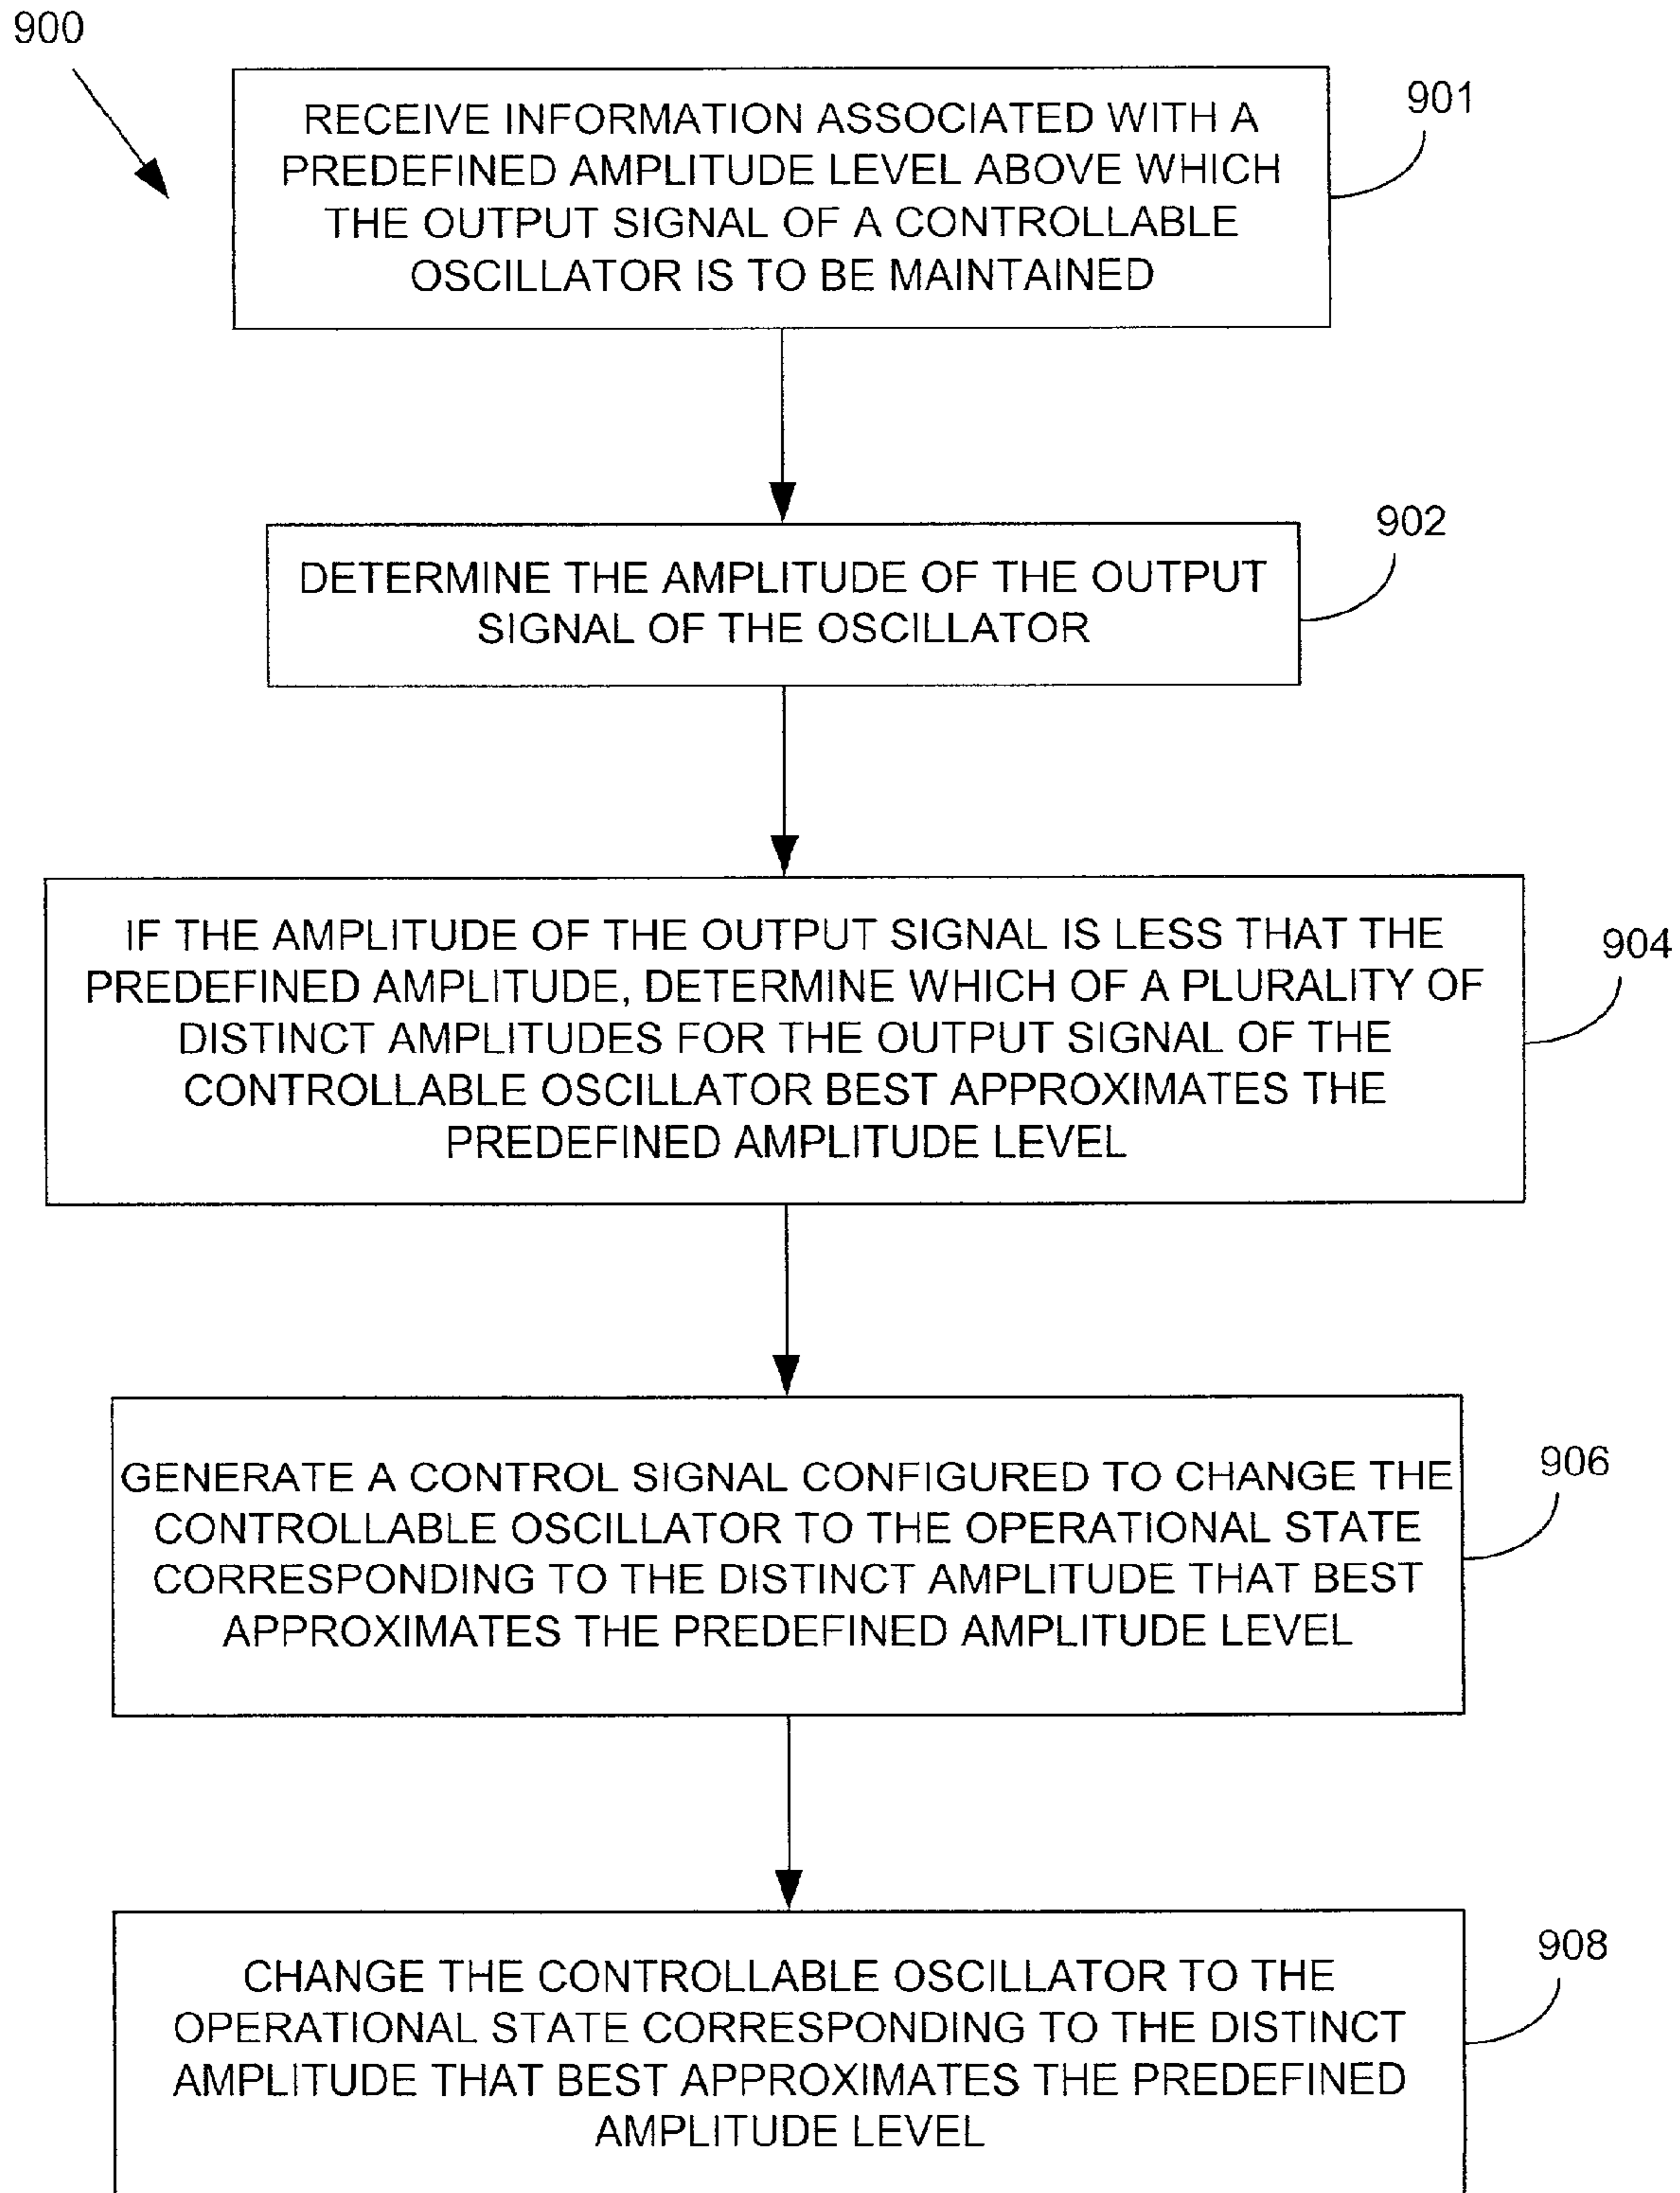 900
901
RECEIVE INFORMATION ASSOCIATED WITH A
PREDEFINED AMPLITUDE LEVEL ABOVE WHICH
THE OUTPUT SIGNAL OF A CONTROLLABLE
OSCILLATOR IS TO BE MAINTAINED
902
DETERMINE THE AMPLITUDE OF THE OUTPUT
SIGNAL OF THE OSCILLATOR
904
IF THE AMPLITUDE OF THE OUTPUT SIGNAL IS LESS THAT THE
PREDEFINED AMPLITUDE, DETERMINE WHICH OF A PLURALITY OF
DISTINCT AMPLITUDES FOR THE OUTPUT SIGNAL OF THE
CONTROLLABLE OSCILLATOR BEST APPROXIMATES THE
PREDEFINED AMPLITUDE LEVEL
906
GENERATE A CONTROL SIGNAL CONFIGURED TO CHANGE THE
CONTROLLABLE OSCILLATOR TO THE OPERATIONAL STATE
CORRESPONDING TO THE DISTINCT AMPLITUDE THAT BEST
APPROXIMATES THE PREDEFINED AMPLITUDE LEVEL
908
CHANGE THE CONTROLLABLE OSCILLATOR TO THE
OPERATIONAL STATE CORRESPONDING TO THE DISTINCT
AMPLITUDE THAT BEST APPROXIMATES THE PREDEFINED
AMPLITUDE LEVEL